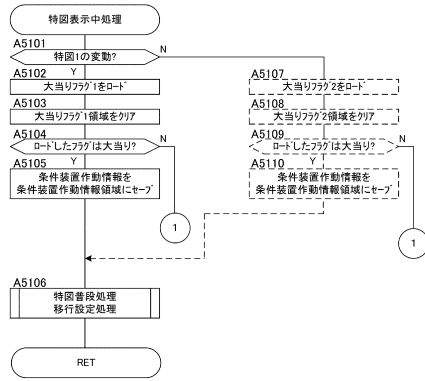 特図表示中処理
A5101
特図1の変動?
N
Y
A5102
大当りフラグ1をロード
A5103
大当りフラグ1領域をクリア
A5104
ロードしたフラグは大当り?
N
Y
A5105
条件装置作動情報を
条件装置作動情報領域にセーブ
1
A5107
大当りフラグ2をロード
A5108
大当りフラグ2領域をクリア
A5109
ロードしたフラグは大当り?
N
Y
A5110
条件装置作動情報を
条件装置作動情報領域にセーブ
1
A5106
特図普段処理
移行設定処理
RET